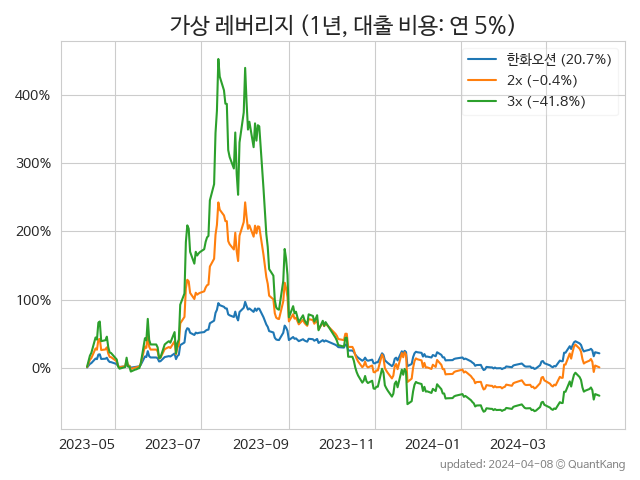 가상 레버리지 (1년, 대출 비용: 연 5%)
한화오션 (20.7%)
2x (−0.4%)
3x (−41.8%)
400%
300%
200%
100%
0%
2023−05 2023−07 2023−09 2023−11 2024−01 2024−03
updated: 2024−04−08 © QuantKang